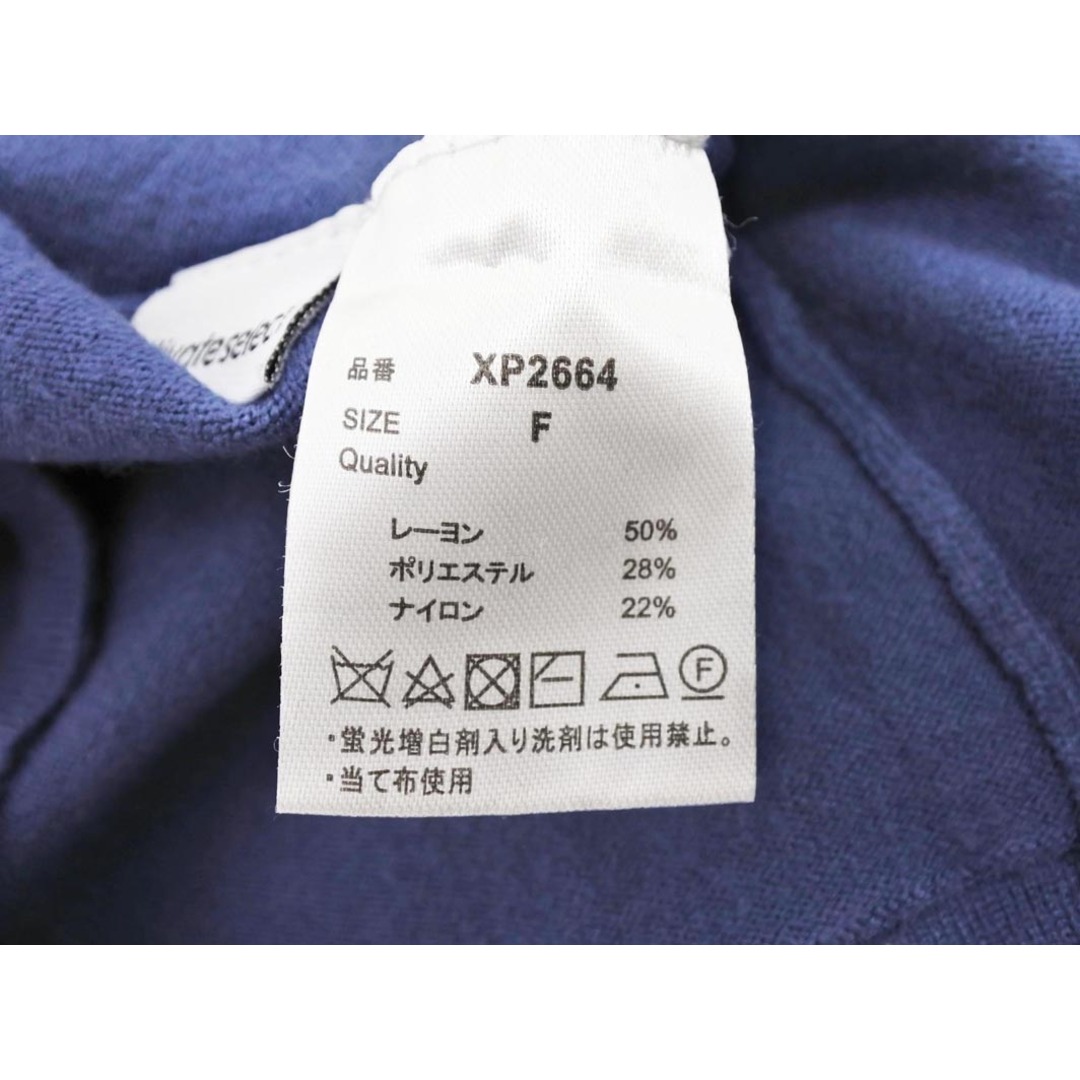 品番 XP2664
SIZE F
Quality
レーヨン 50%
ポリエステル 28%
ナイロン 22%
F
・蛍光増白剤入り洗剤は使用禁止。
・当て布使用